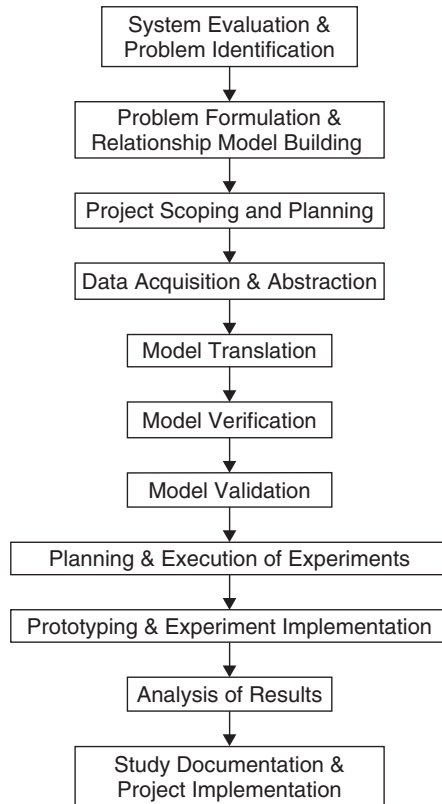 System Evaluation &
Problem Identification
Problem Formulation &
Relationship Model Building
Project Scoping and Planning
Data Acquisition & Abstraction
Model Translation
Model Verification
Model Validation
Planning & Execution of Experiments
Prototyping & Experiment Implementation
Analysis of Results
Study Documentation &
Project Implementation